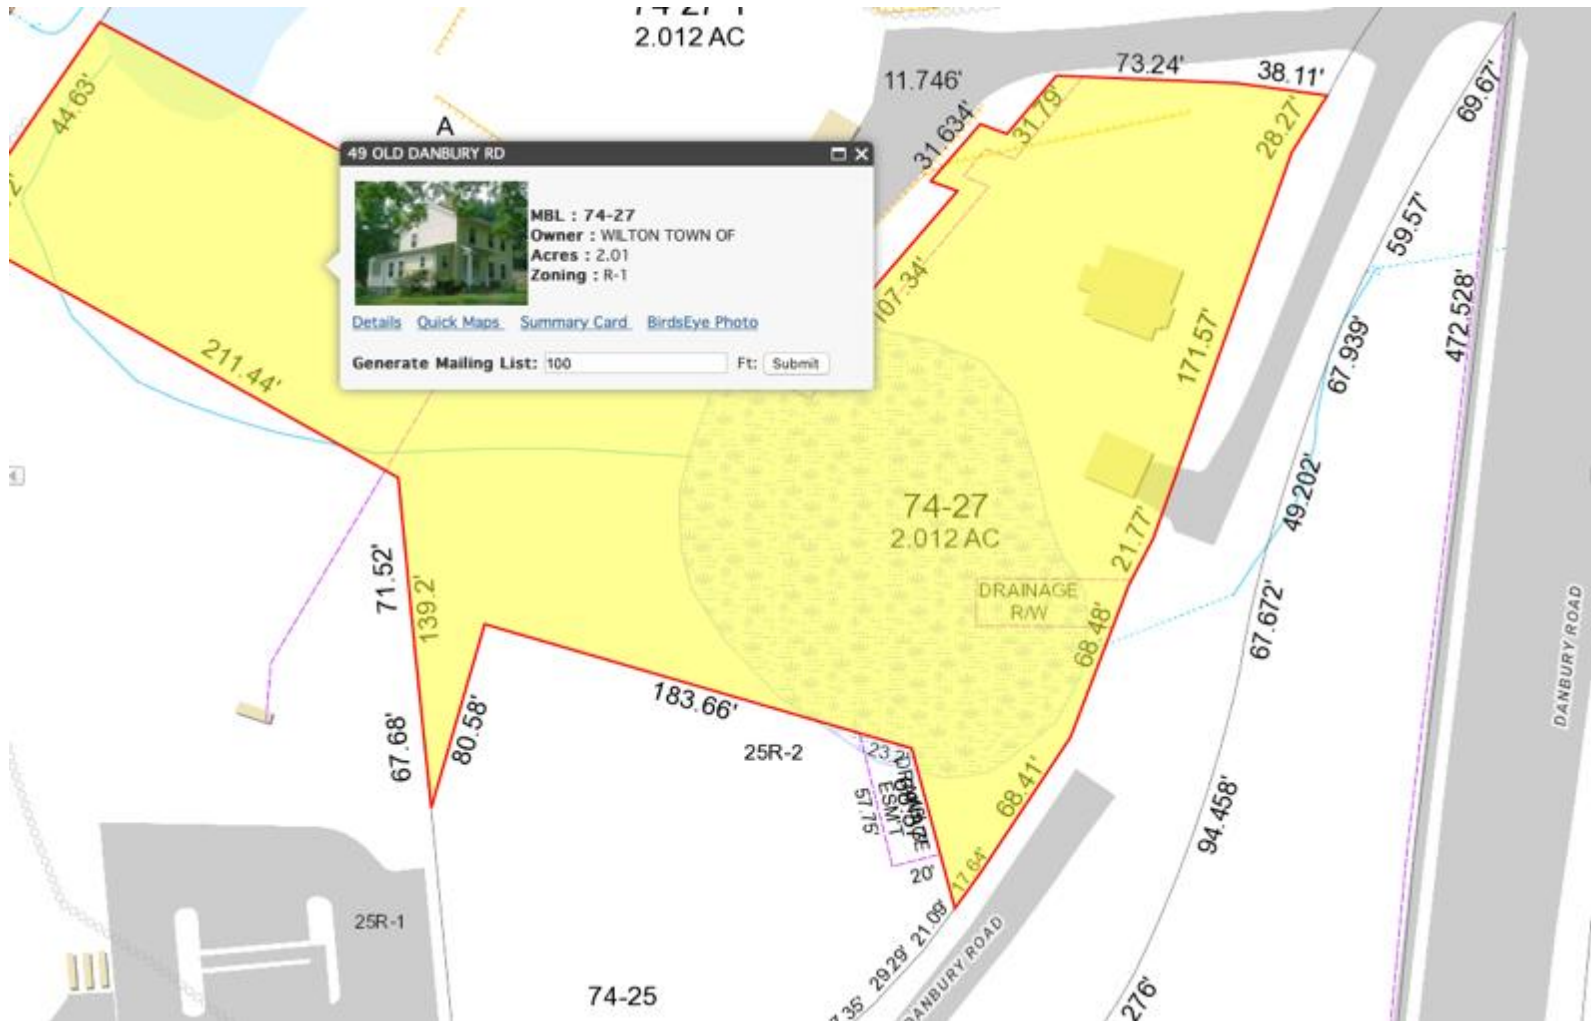 2.012 AC
11.746'
73.24'
38.11'
44.63'
A
31.634'
31.79'
28.27'
69.67'
49 OLD DANBURY RD
MBL : 74-27
Owner : WILTON TOWN OF
Acres : 2.01
Zoning : R-1
Details Quick Maps Summary Card BirdsEye Photo
Generate Mailing List: 100 Ft: Submit
107.34'
59.57'
472.528'
67.939'
171.57'
211.44'
49.202'
74-27
2.012 AC
21.77'
71.52'
139.2'
DRAINAGE
R/W
68.48'
67.672'
DANBURY ROAD
183.66'
80.58'
67.68'
25R-2
57.75'
ESM'T
68.41'
94.458'
20'
17.64'
25R-1
21.09'
29.29'
7.35'
DANBURY ROAD
74-25
276'